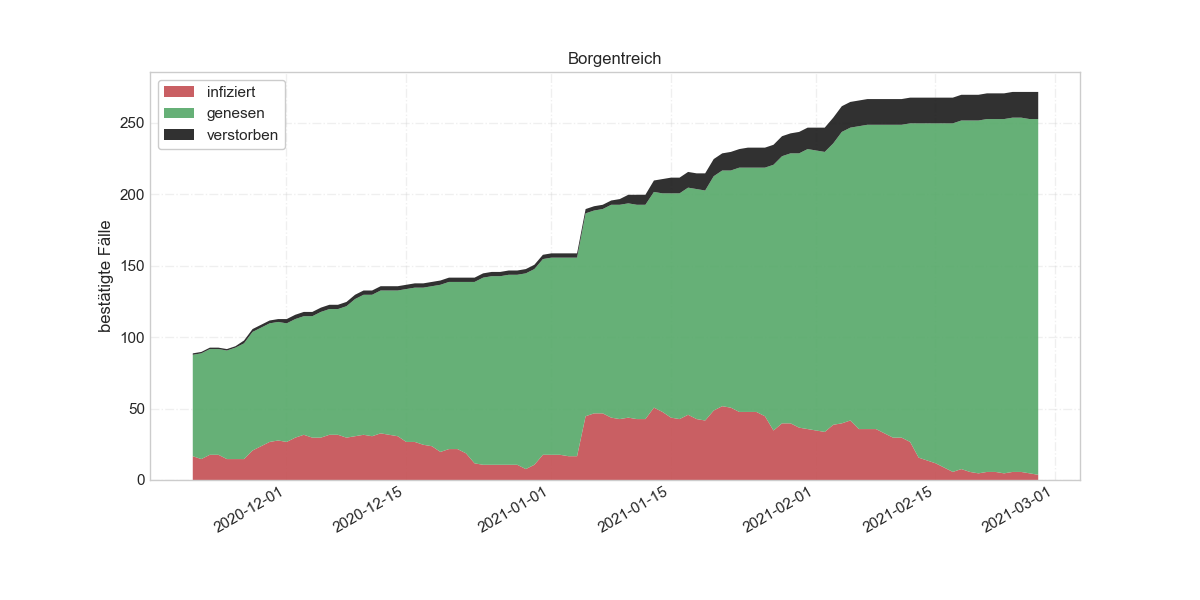 Borgentreich
infiziert
genesen
verstorben
bestätigte Fälle
250
200
150
100
50
0
2020-12-01
2020-12-15
2021-01-01
2021-01-15
2021-02-01
2021-02-15
2021-03-01